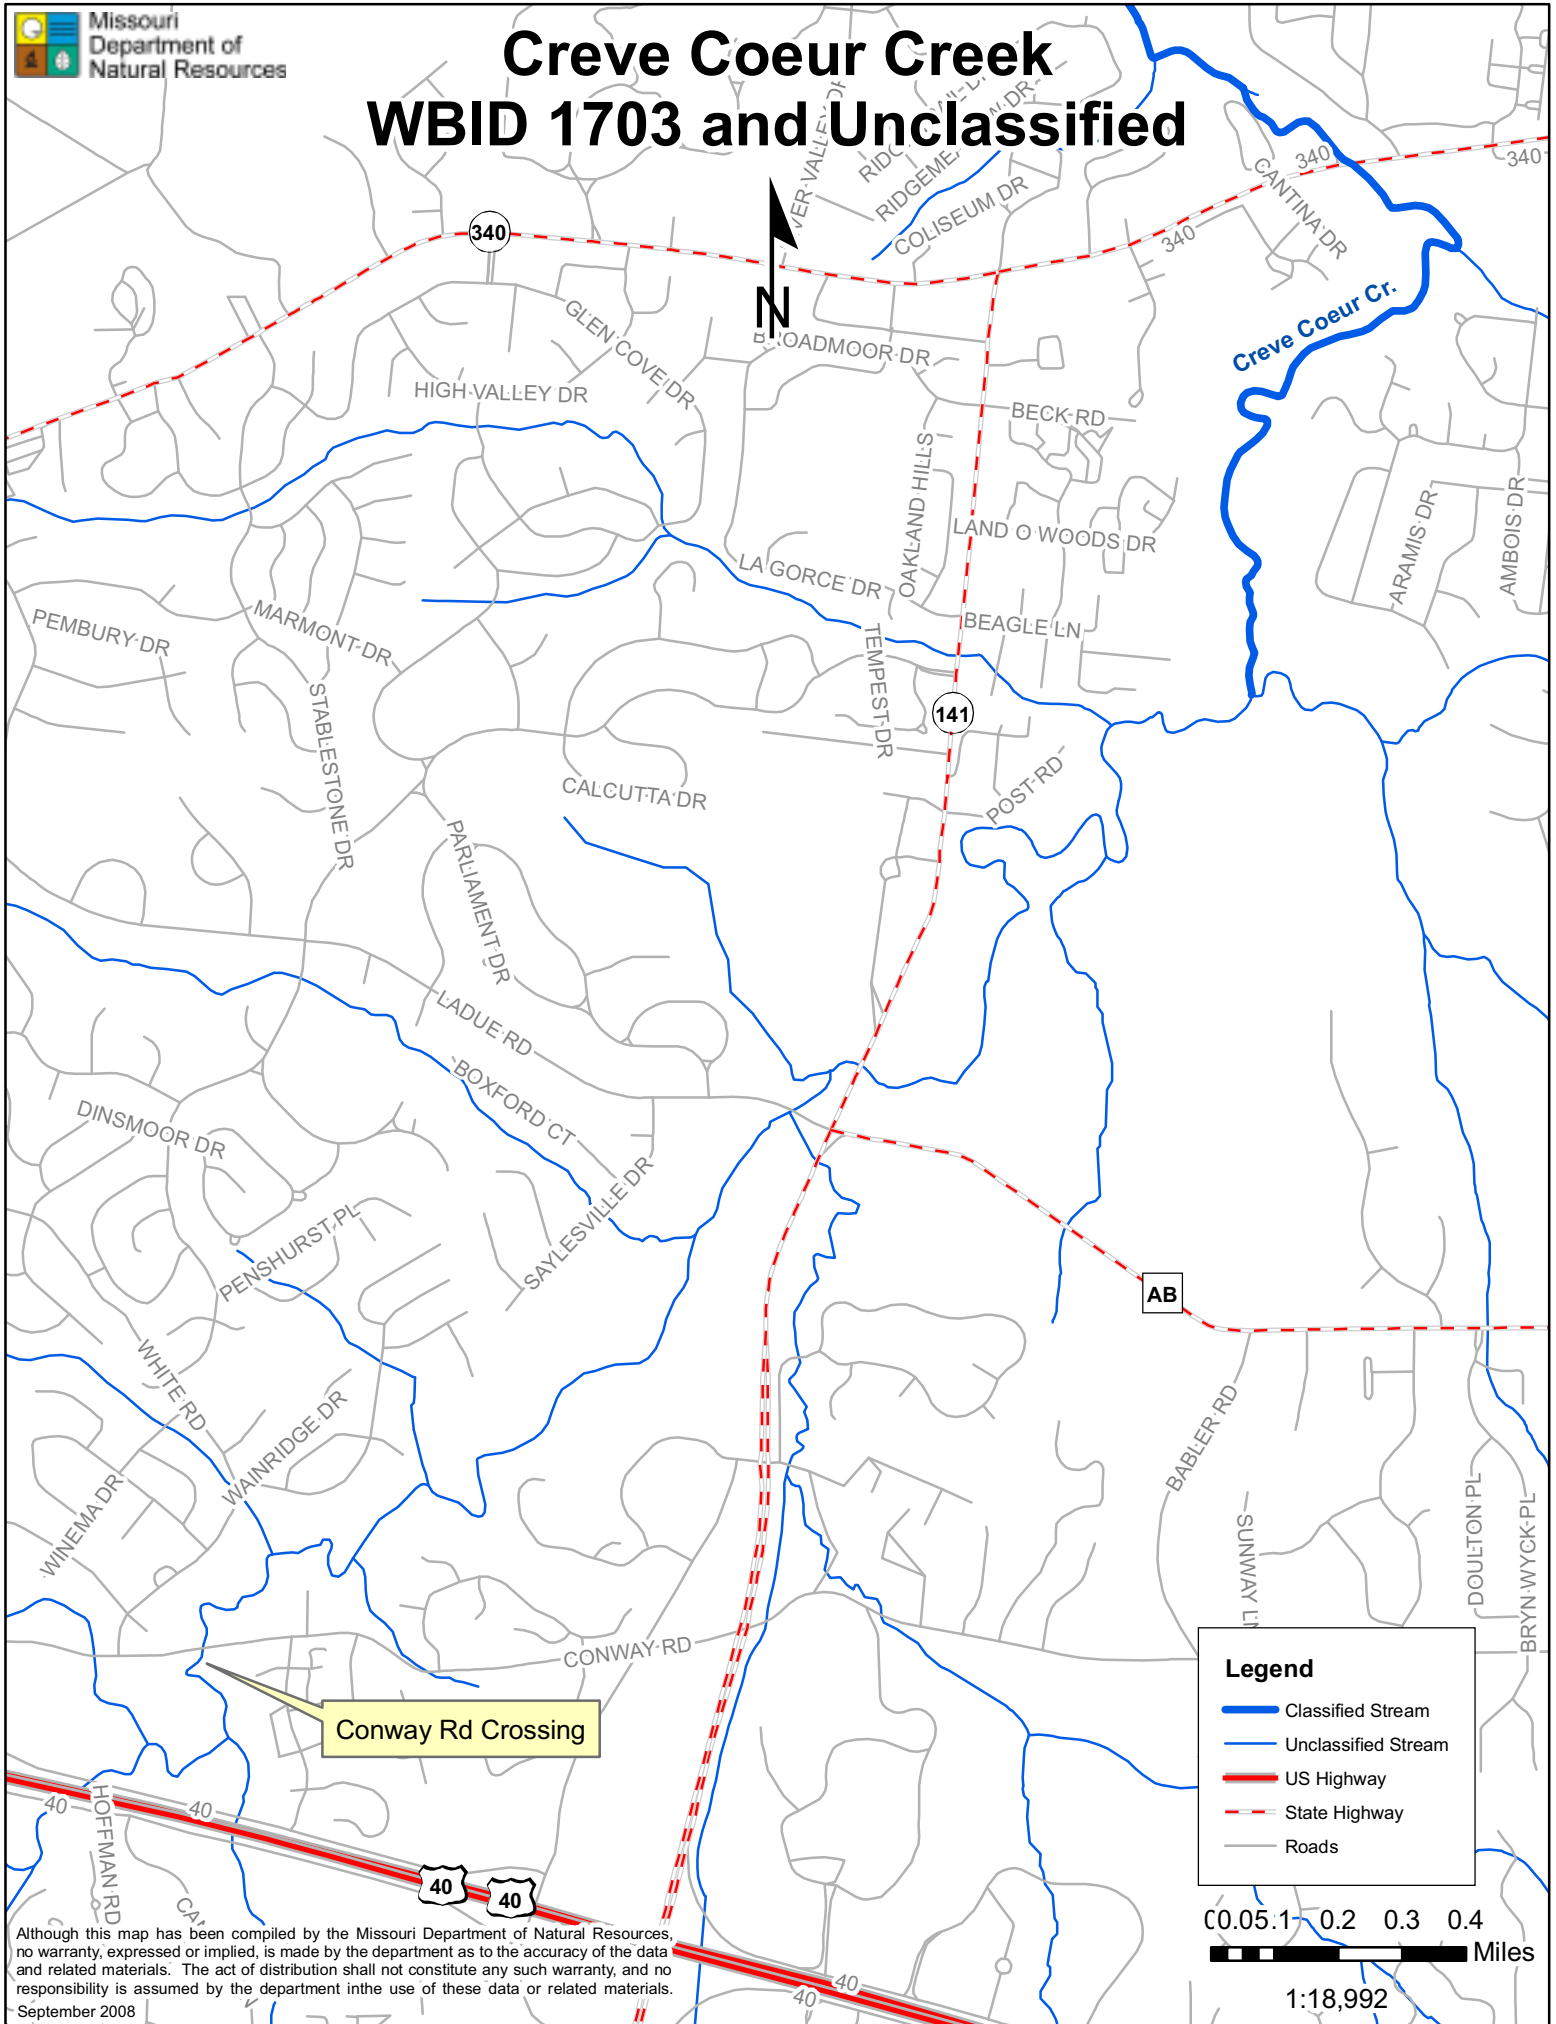 Missouri
Department of
Natural Resources
Creve Coeur Creek
WBID 1703 and Unclassified
RIDGEMEADOW DR
COLISEUM DR
340
340
340
CANTINA DR
340
N
Creve Coeur Cr.
GLEN COVE DR
BROADMOOR DR
HIGH VALLEY DR
BECK RD
OAKLAND HILLS
LAND O WOODS DR
ARAMIS DR
AMBOIS DR
LA GORCE DR
PEMBURY DR
MARMONT DR
BEAGLE LN
TEMPEST DR
STABLESTONE DR
141
CALCUTTA DR
POST RD
PARLIAMENT DR
LADUE RD
BOXFORD CT
DINSMOOR DR
SAYLESVILLE DR
PENSHURST PL
AB
WHITE RD
WAINRIDGE DR
BABLER RD
WINEMA DR
SUNWAY LN
DOULTON PL
BRYN WYCK PL
CONWAY RD
Conway Rd Crossing
Legend
Classified Stream
Unclassified Stream
US Highway
State Highway
Roads
40
40
HOFFMAN RD
40
40
40
40
0.05
0.2
0.3
0.4
Miles
1:18,992
Although this map has been compiled by the Missouri Department of Natural Resources,
no warranty, expressed or implied, is made by the department as to the accuracy of the data
and related materials. The act of distribution shall not constitute any such warranty, and no
responsibility is assumed by the department inthe use of these data or related materials.
September 2008